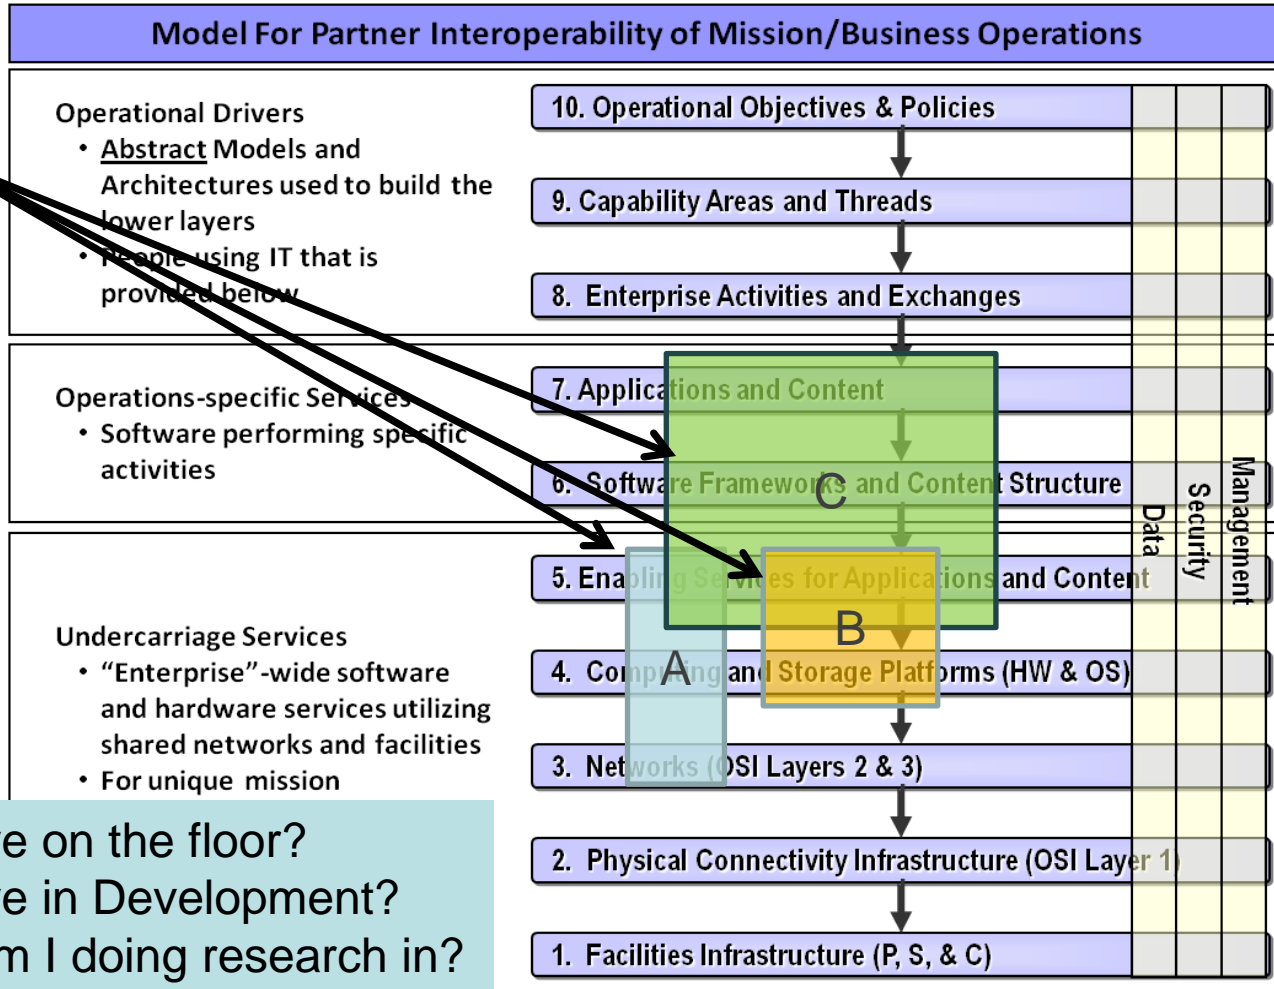 Model For Partner Interoperability of Mission/Business Operations
Operational Drivers
• Abstract Models and
Architectures used to build the
lower layers
• People using IT that is
provided below
10. Operational Objectives & Policies
9. Capability Areas and Threads
8. Enterprise Activities and Exchanges
Operations-specific Services
• Software performing specific
activities
7. Applications and Content
6. Software Frameworks and Content Structure
C
Undercarriage Services
• “Enterprise”-wide software
and hardware services utilizing
shared networks and facilities
• For unique mission
5. Enabling Services for Applications and Content
B
A
4. Computing and Storage Platforms (HW & OS)
3. Networks (OSI Layers 2 & 3)
2. Physical Connectivity Infrastructure (OSI Layer 1)
1. Facilities Infrastructure (P, S, & C)
Data
Security
Management
on the floor?
in Development?
I doing research in?